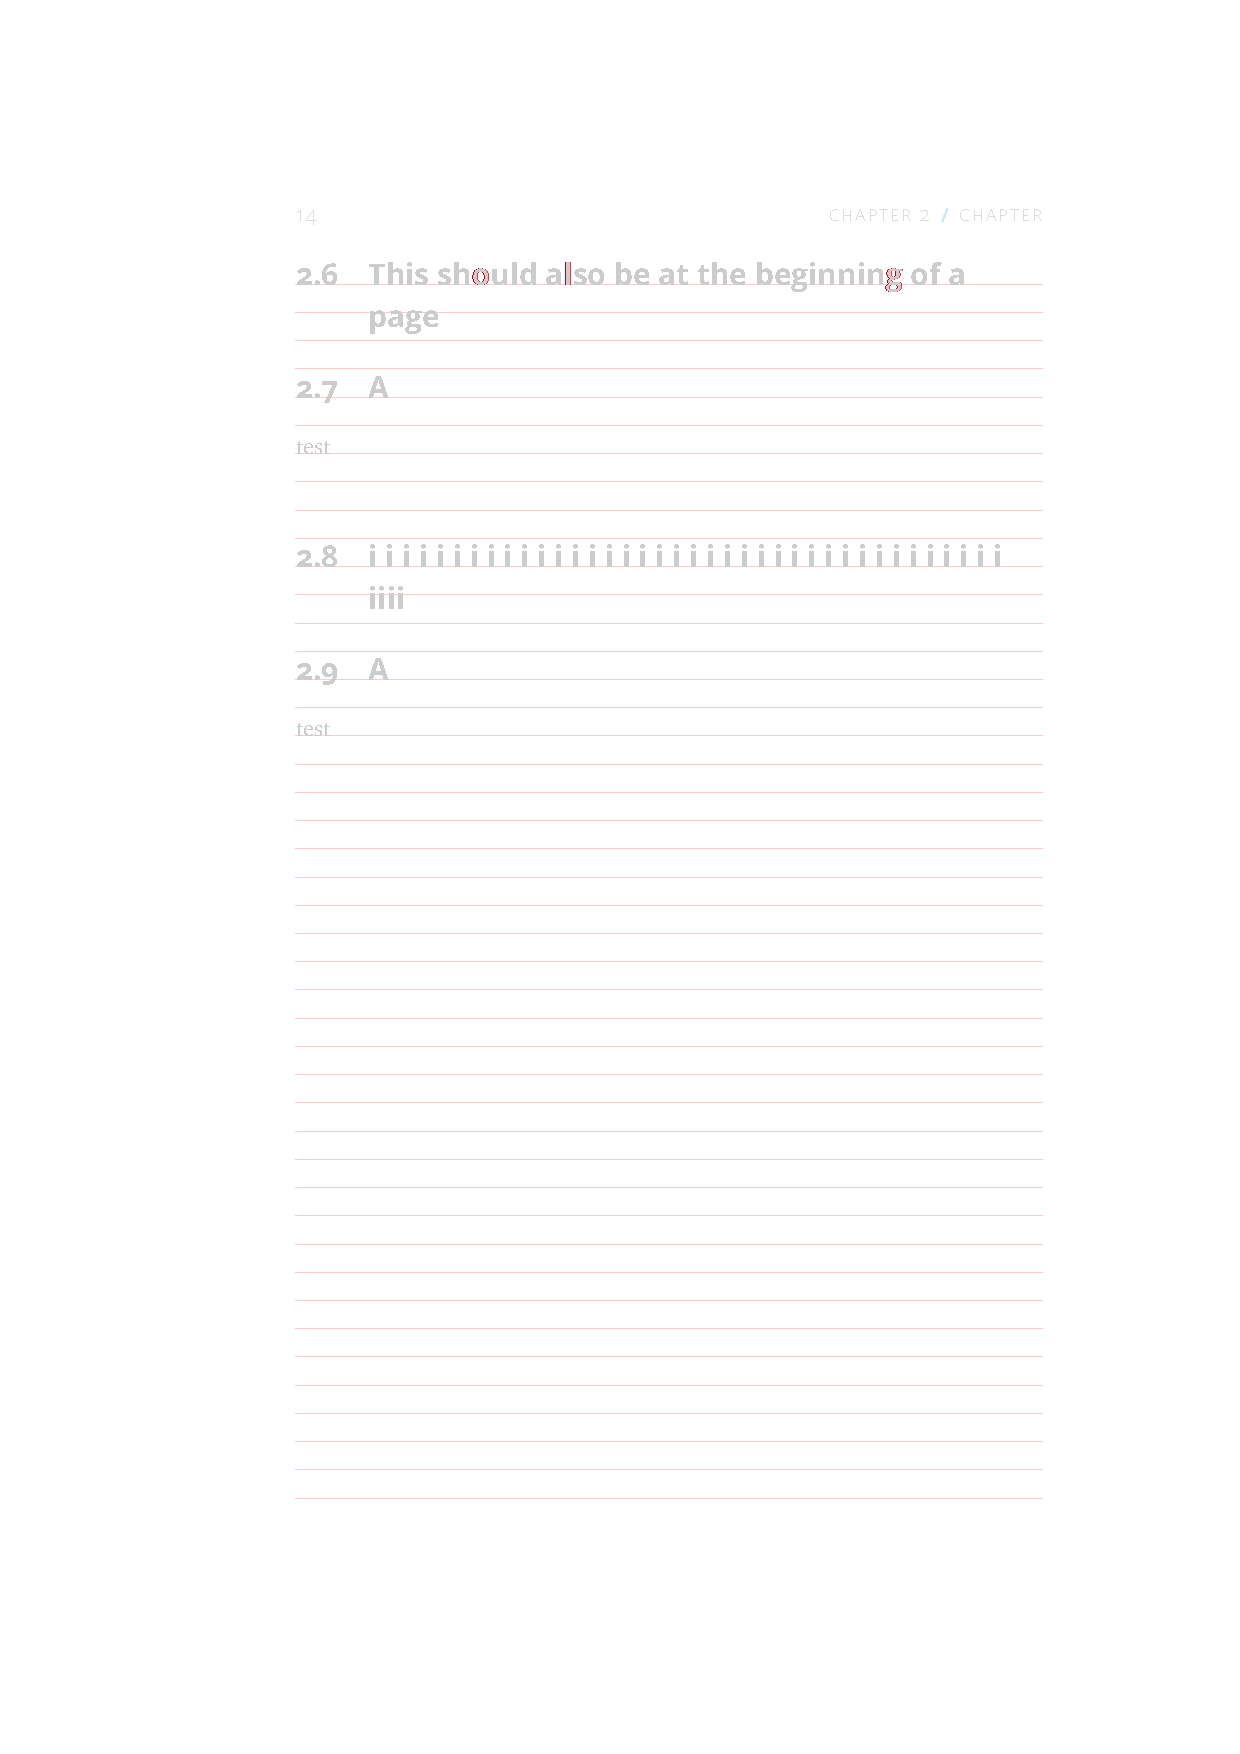 14 CHAPTER 2 / CHAPTER
2.6 This should also be at the beginning of a
page
2.7 A
test
2.8 i i i i i i i i i i i i i i i i i i i i i i i i i i i i i i i i i i i i i i
iiii
2.9 A
test